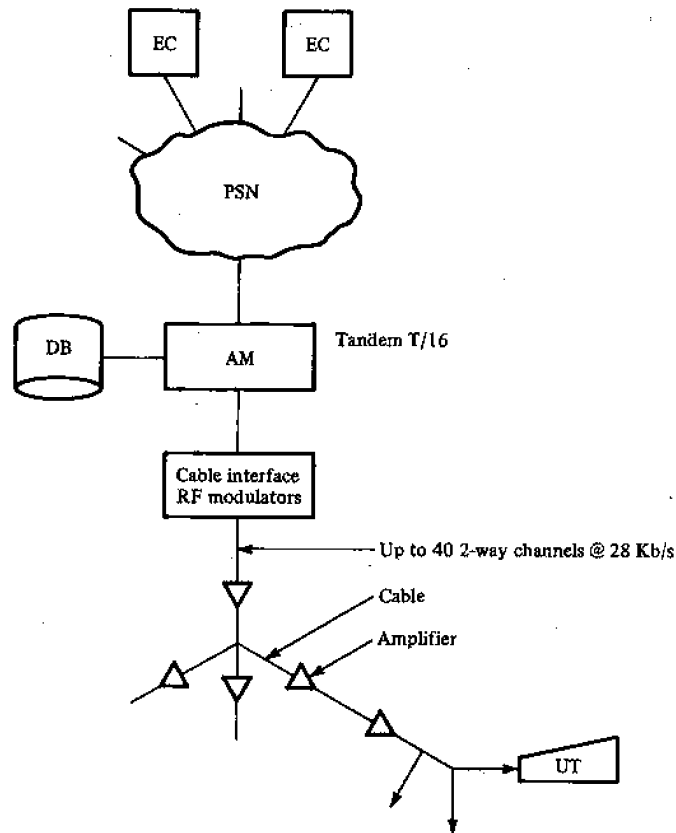 EC
EC
PSN
DB
AM
Tandem T/16
Cable interface
RF modulators
Up to 40 2-way channels @ 28 Kb/s
Cable
Amplifier
UT